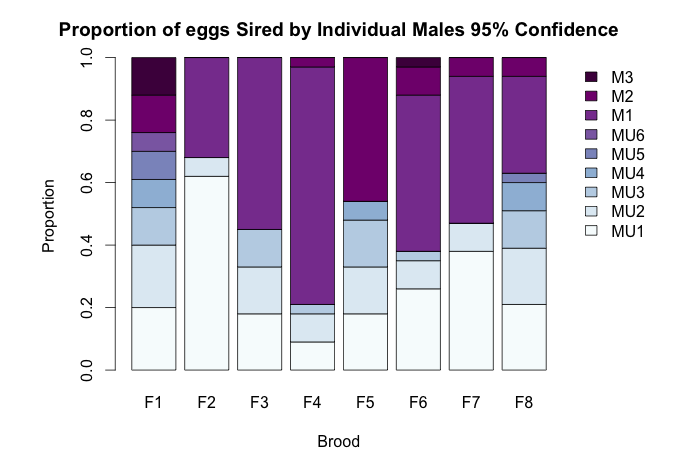 Proportion of eggs Sired by Individual Males 95% Confidence
1.0
0.8
0.6
0.4
0.2
0.0
Proportion
F1 F2 F3 F4 F5 F6 F7 F8
Brood
M3
M2
M1
MU6
MU5
MU4
MU3
MU2
MU1